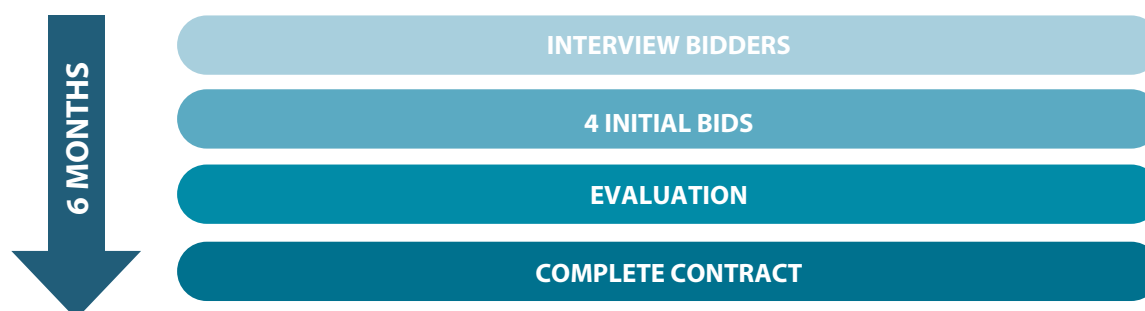 6 MONTHS
INTERVIEW BIDDERS
4 INITIAL BIDS
EVALUATION
COMPLETE CONTRACT